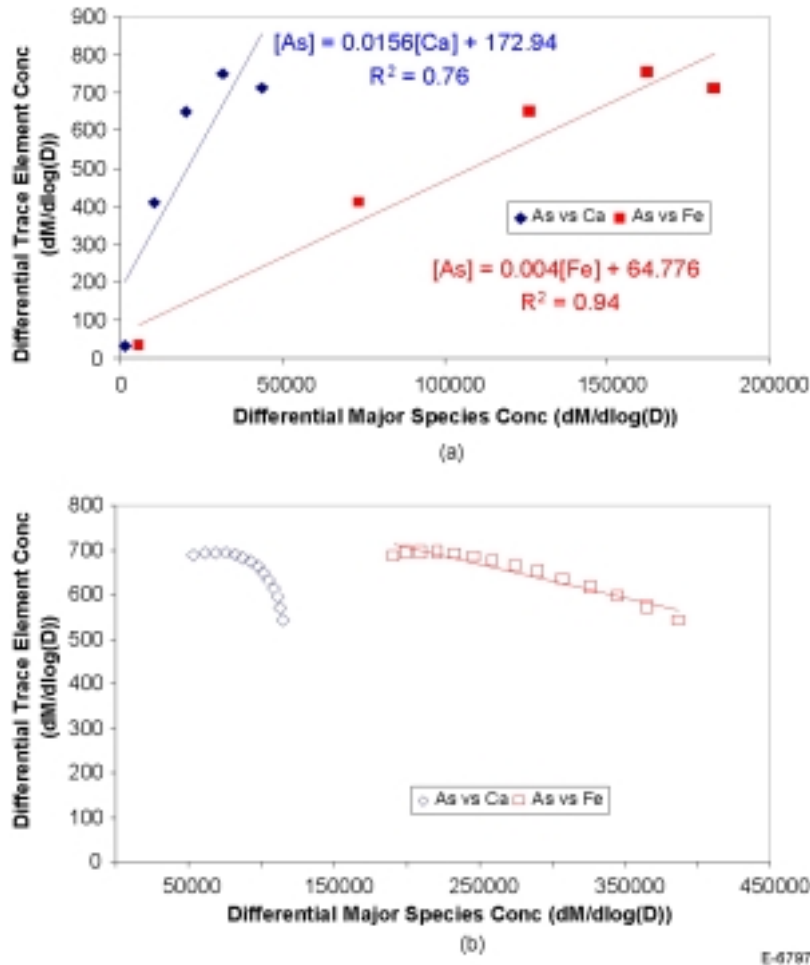 900
800
700
600
500
400
300
200
100
0
Differential Trace Element Conc
(dM/dlog(D))
[As] = 0.0156[Ca] + 172.94
R² = 0.76
As vs Ca As vs Fe
[As] = 0.004[Fe] + 64.776
R² = 0.94
0 50000 100000 150000 200000
Differential Major Species Conc (dM/dlog(D))
(a)
800
700
600
500
400
300
200
100
0
Differential Trace Element Conc
(dM/dlog(D))
As vs Ca As vs Fe
50000 150000 250000 350000 450000
Differential Major Species Conc (dM/dlog(D))
(b)
E-6797